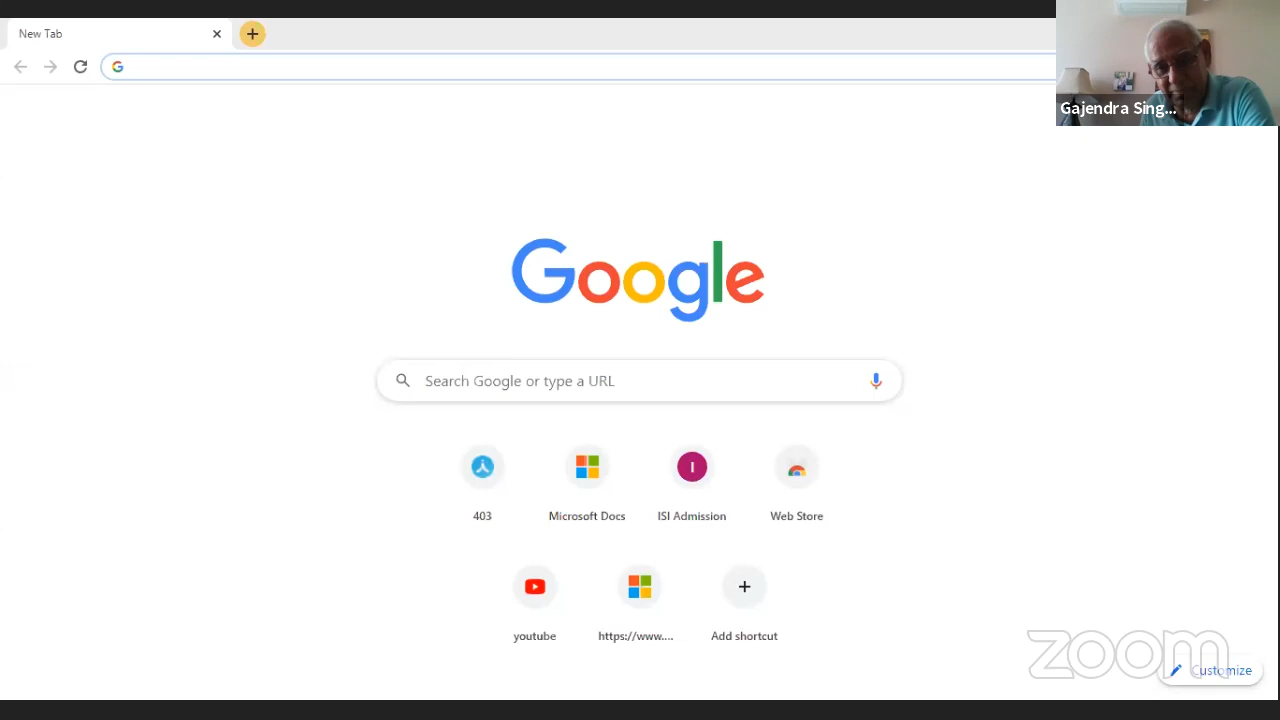 New Tab
Gajendra Sing...
Google
Search Google or type a URL
403
Microsoft Docs
I
ISI Admission
Web Store
youtube
https://www....
Add shortcut
zoom
Customize